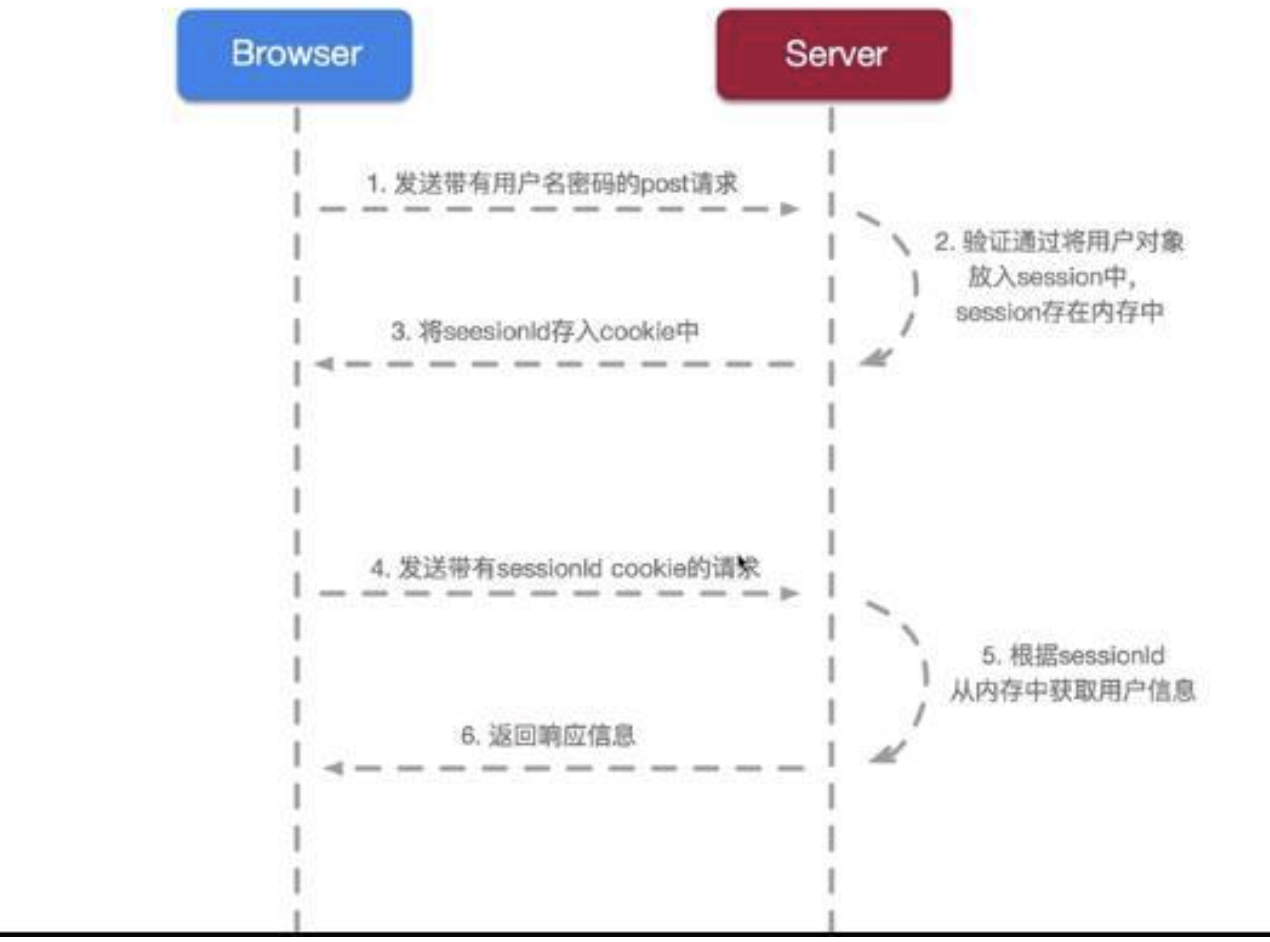 Browser
Server
1. 发送带有用户名密码的post请求
2. 验证通过将用户对象
放入session中,
session存在内存中
3. 将seesionId存入cookie中
4. 发送带有sessionId cookie的请求
5. 根据sessionId
从内存中获取用户信息
6. 返回响应信息